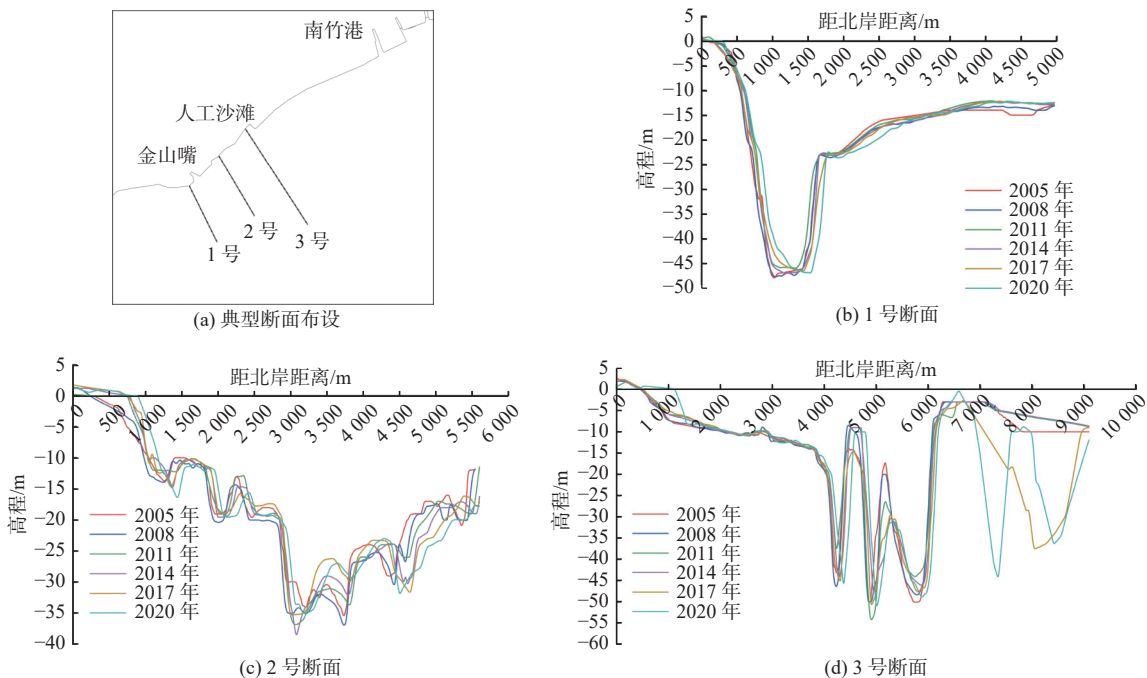 南竹港
人工沙滩
金山嘴
1 号
2 号
3 号
(a) 典型断面布设
距北岸距离/m
5
0
−5
−10
−15
−20
−25
−30
−35
−40
−45
−50
0
500
1 000
1 500
2 000
2 500
3 000
3 500
4 000
4 500
5 000
高程/m
2005 年
2008 年
2011 年
2014 年
2017 年
2020 年
(b) 1 号断面
距北岸距离/m
5
0
−5
−10
−15
−20
−25
−30
−35
−40
0
500
1 000
1 500
2 000
2 500
3 000
3 500
4 000
4 500
5 000
5 500
6 000
高程/m
2005 年
2008 年
2011 年
2014 年
2017 年
2020 年
(c) 2 号断面
距北岸距离/m
5
0
−5
−10
−15
−20
−25
−30
−35
−40
−45
−50
−55
−60
0
1 000
2 000
3 000
4 000
5 000
6 000
7 000
8 000
9 000
10 000
高程/m
2005 年
2008 年
2011 年
2014 年
2017 年
2020 年
(d) 3 号断面